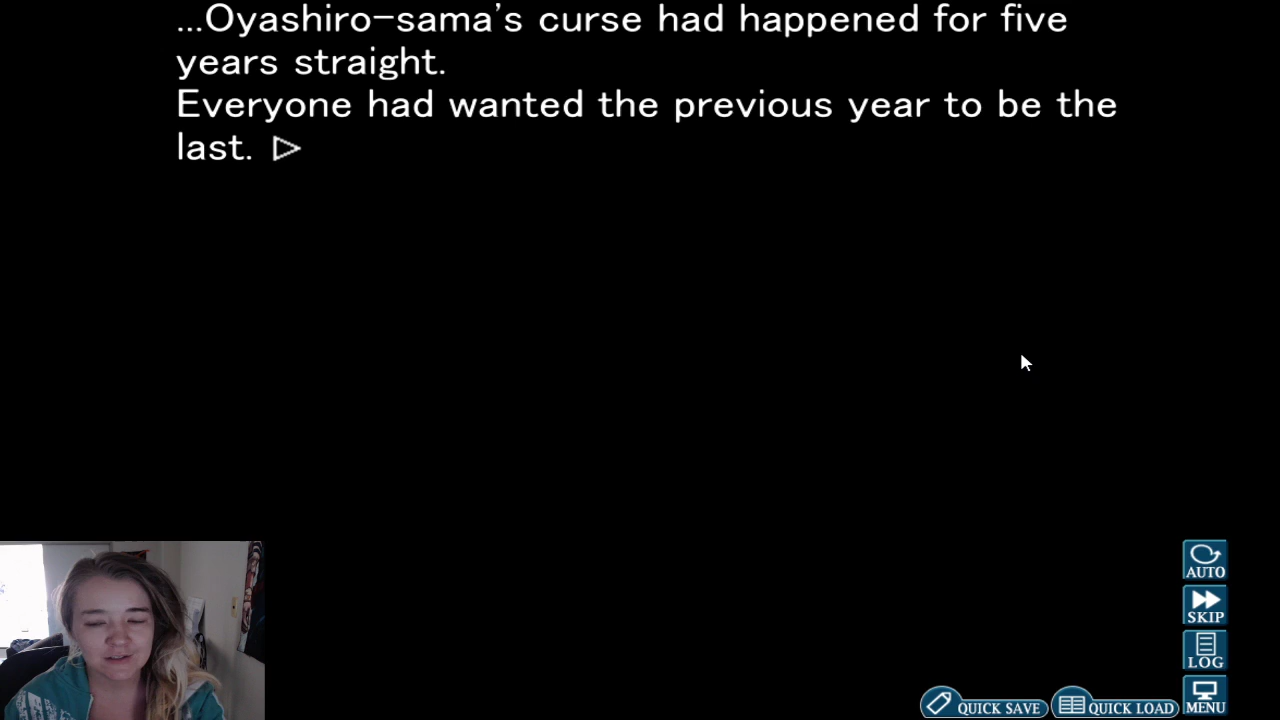 ...Oyashiro-sama's curse had happened for five
years straight.
Everyone had wanted the previous year to be the
last.
AUTO
SKIP
LOG
QUICK SAVE
QUICK LOAD
MENU